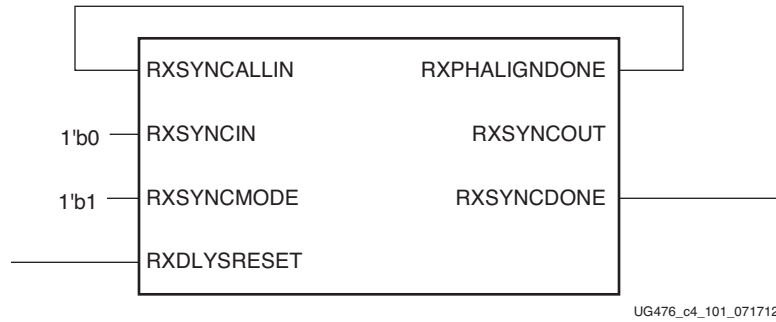 RXSYNCALLIN RXPHALIGNDONE
1'b0 RXSYNCIN RXSYNCOUT
1'b1 RXSYNCMODE RXSYNCDONE
RXDLYSRESET
UG476_c4_101_071712